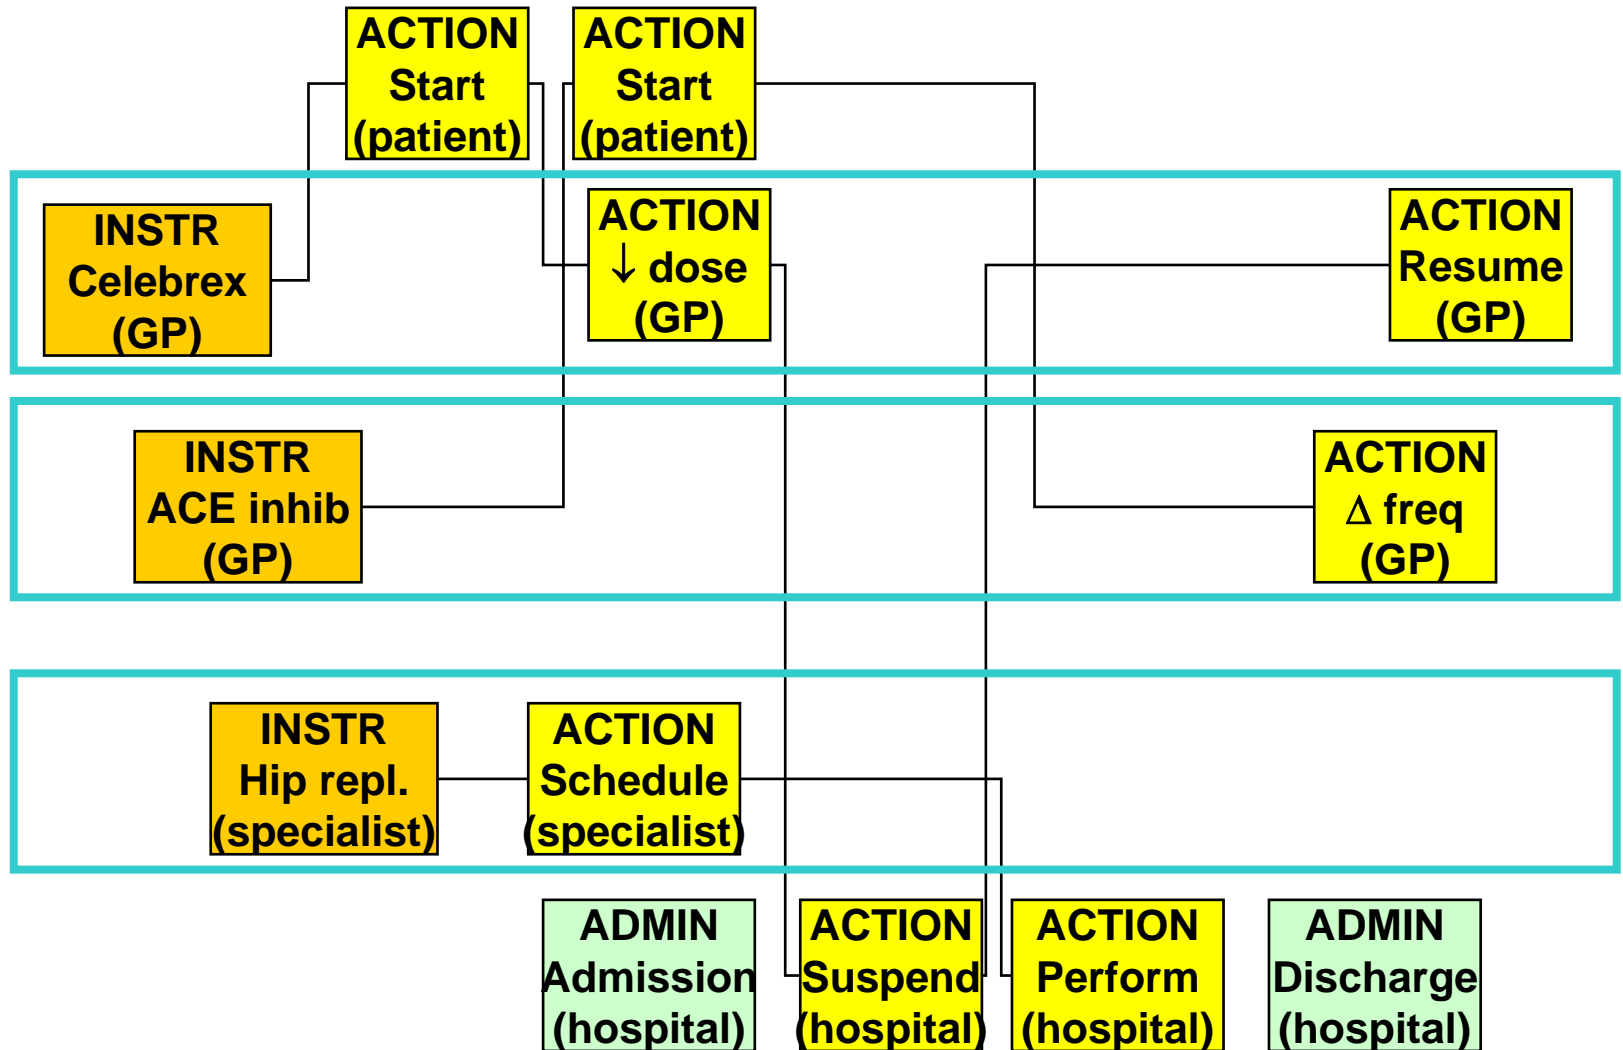 ACTION
Start
(patient)
ACTION
Start
(patient)
INSTR
Celebrex
(GP)
ACTION
↓ dose
(GP)
ACTION
Resume
(GP)
INSTR
ACE inhib
(GP)
ACTION
Δ freq
(GP)
INSTR
Hip repl.
(specialist)
ACTION
Schedule
(specialist)
ADMIN
Admission
(hospital)
ACTION
Suspend
(hospital)
ACTION
Perform
(hospital)
ADMIN
Discharge
(hospital)